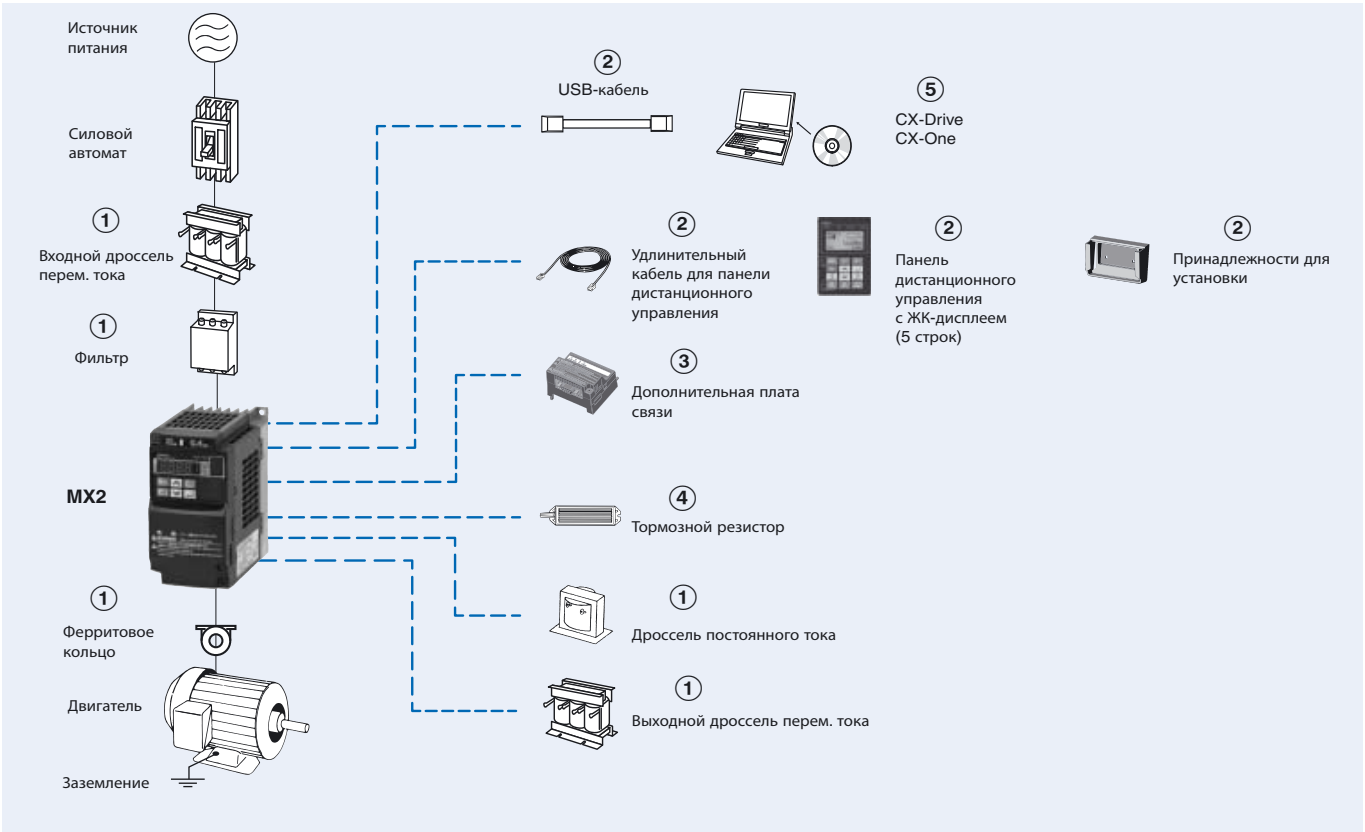 Источник
питания
Силовой
автомат
1
Входной дроссель
перем. тока
1
Фильтр
MX2
1
Ферритовое
кольцо
Двигатель
Заземление
2
USB-кабель
5
CX-Drive
CX-One
2
Удлинительный
кабель для панели
дистанционного
управления
2
Панель
дистанционного
управления
с ЖК-дисплеем
(5 строк)
2
Принадлежности для
установки
3
Дополнительная плата
связи
4
Тормозной резистор
1
Дроссель постоянного тока
1
Выходной дроссель перем. тока